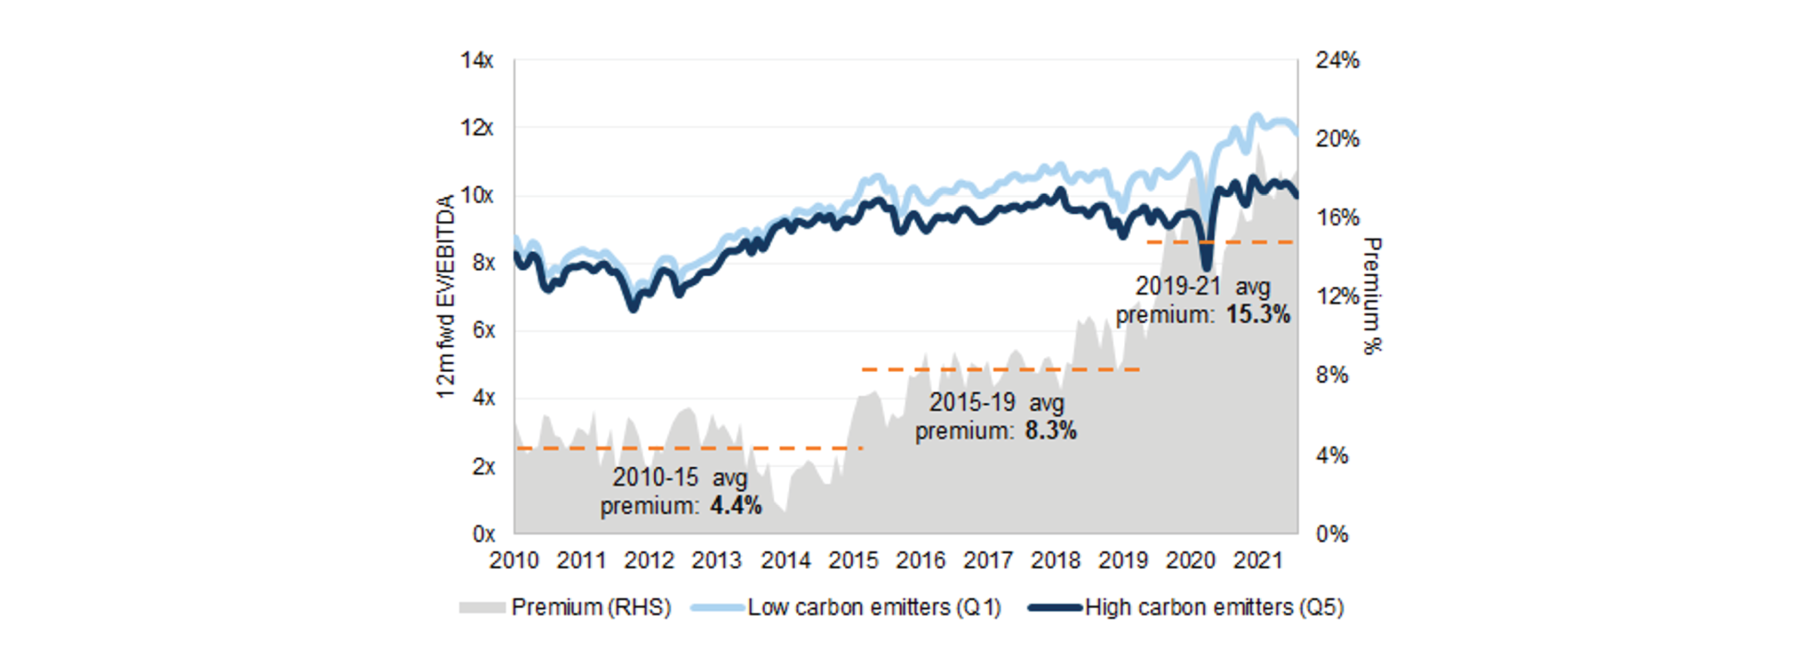 14x
12x
10x
8x
6x
4x
2x
0x
12m fwd EV/EBITDA
24%
20%
16%
12%
8%
4%
0%
Premium %
2019-21 avg
premium: 15.3%
2015-19 avg
premium: 8.3%
2010-15 avg
premium: 4.4%
2010 2011 2012 2013 2014 2015 2016 2017 2018 2019 2020 2021
Premium (RHS) Low carbon emitters (Q1) High carbon emitters (Q5)